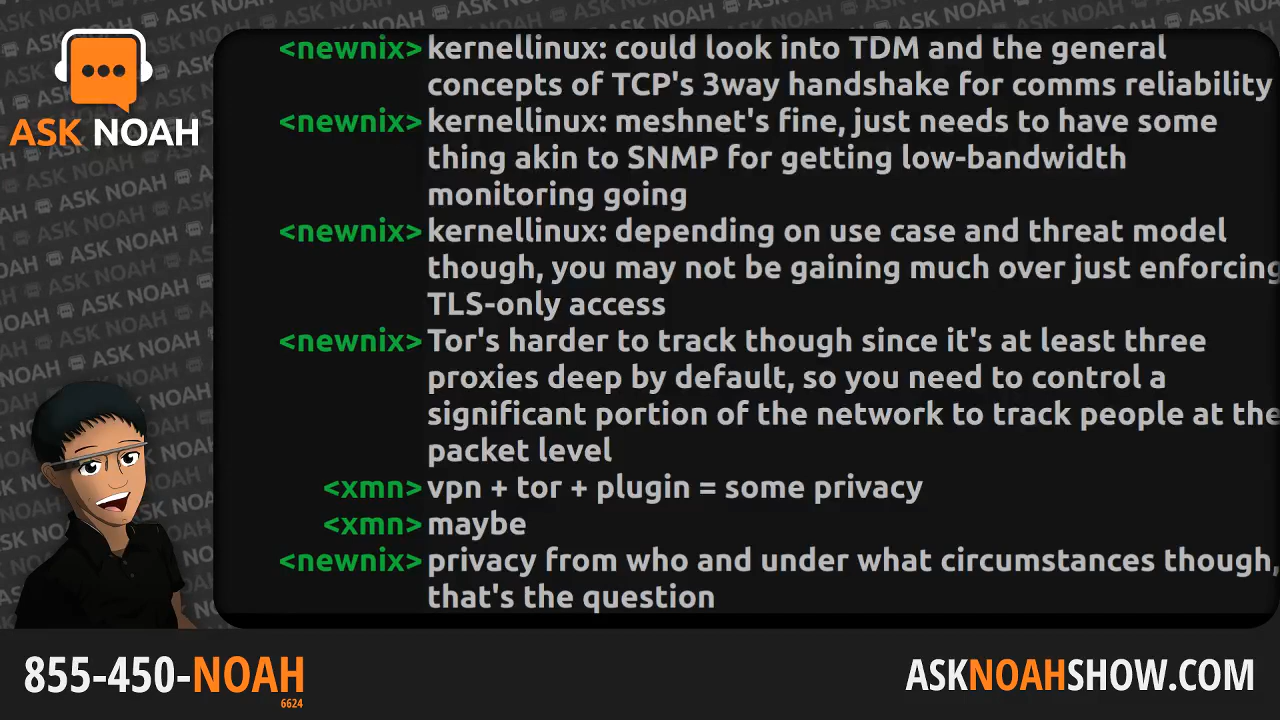 ASK NOAH
<newnix> kernellinux: could look into TDM and the general
concepts of TCP's 3way handshake for comms reliability
<newnix> kernellinux: meshnet's fine, just needs to have some
thing akin to SNMP for getting low-bandwidth
monitoring going
<newnix> kernellinux: depending on use case and threat model
though, you may not be gaining much over just enforcing
TLS-only access
<newnix> Tor's harder to track though since it's at least three
proxies deep by default, so you need to control a
significant portion of the network to track people at the
packet level
<xmn> vpn + tor + plugin = some privacy
<xmn> maybe
<newnix> privacy from who and under what circumstances though,
that's the question
855-450-NOAH
6624
ASKNOAHSHOW.COM